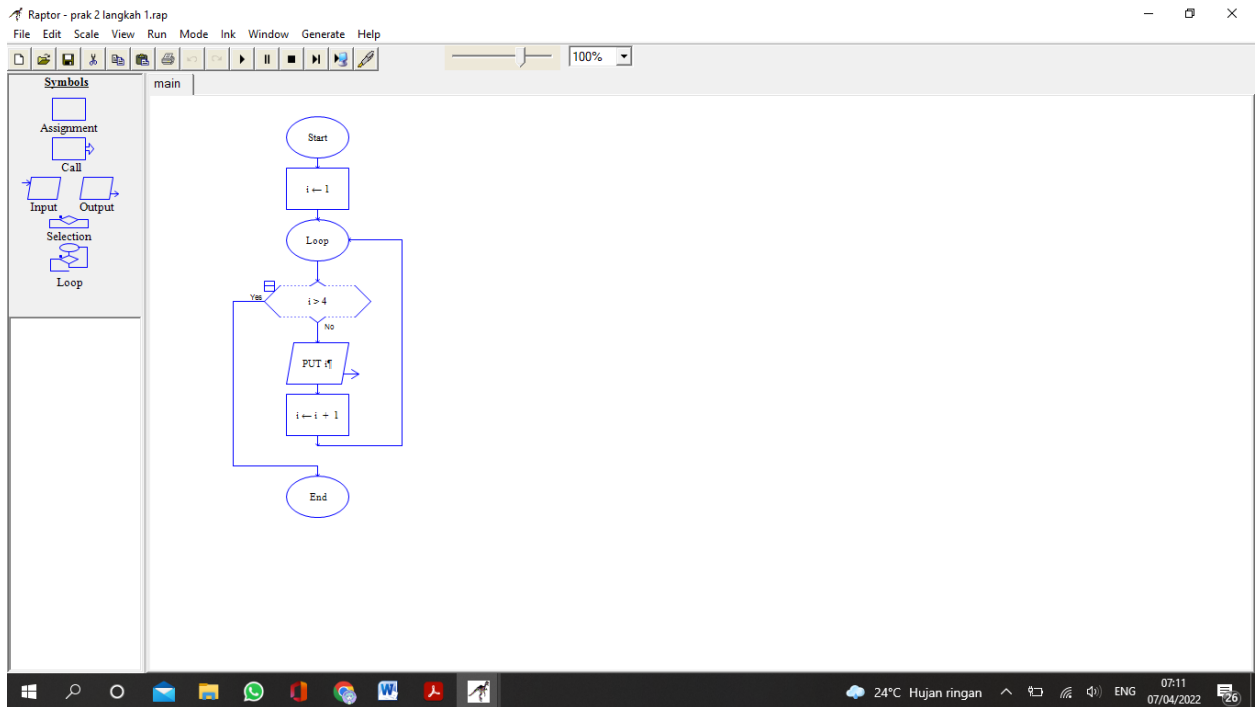 Raptor - prak 2 langkah 1.rap
File Edit Scale View Run Mode Ink Window Generate Help
100%
Symbols
Assignment
Call
Input Output
Selection
Loop
main
Start
i ← 1
Loop
Yes
i > 4
No
PUT i¶
i ← i + 1
End
24°C Hujan ringan
ENG
07:11
07/04/2022
26